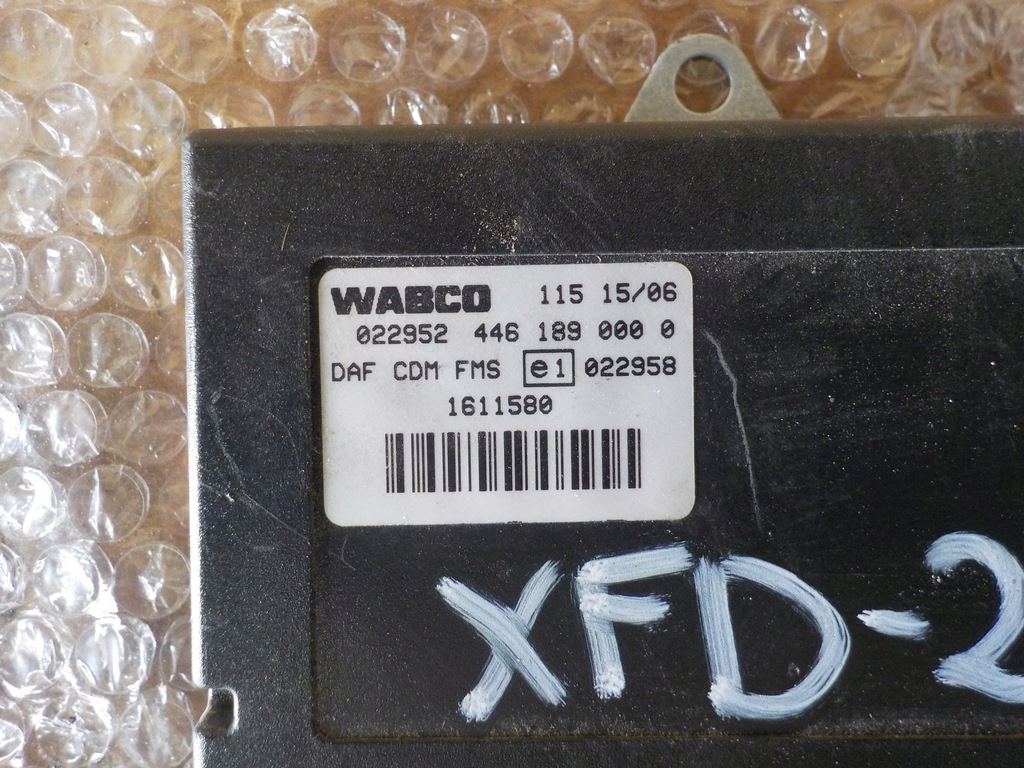 WABCO 115 15/06
022952 446 189 000 0
DAF CDM FMS e1 022958
1611580
XFD-2